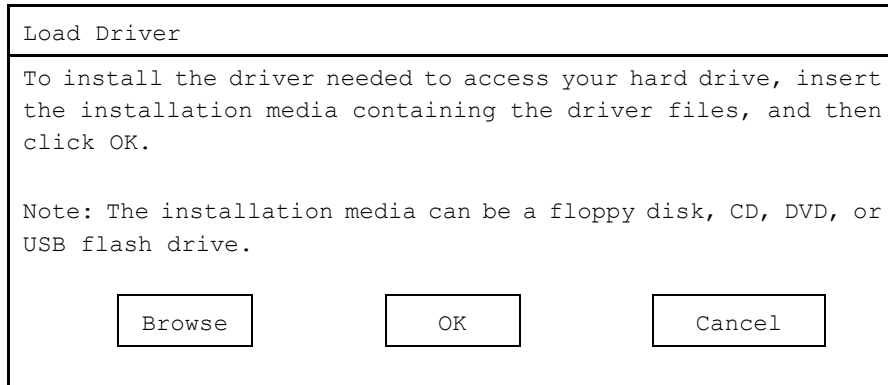 Load Driver
To install the driver needed to access your hard drive, insert
the installation media containing the driver files, and then
click OK.
Note: The installation media can be a floppy disk, CD, DVD, or
USB flash drive.
Browse OK Cancel